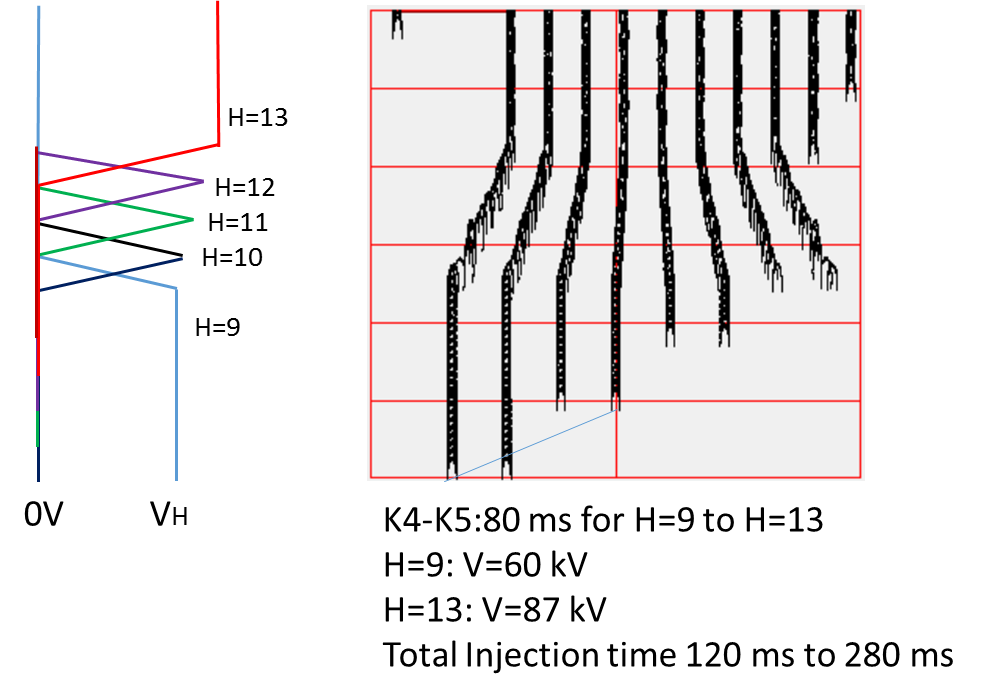 H=13
H=12
H=11
H=10
H=9
0V VH
K4-K5:80 ms for H=9 to H=13
H=9: V=60 kV
H=13: V=87 kV
Total Injection time 120 ms to 280 ms